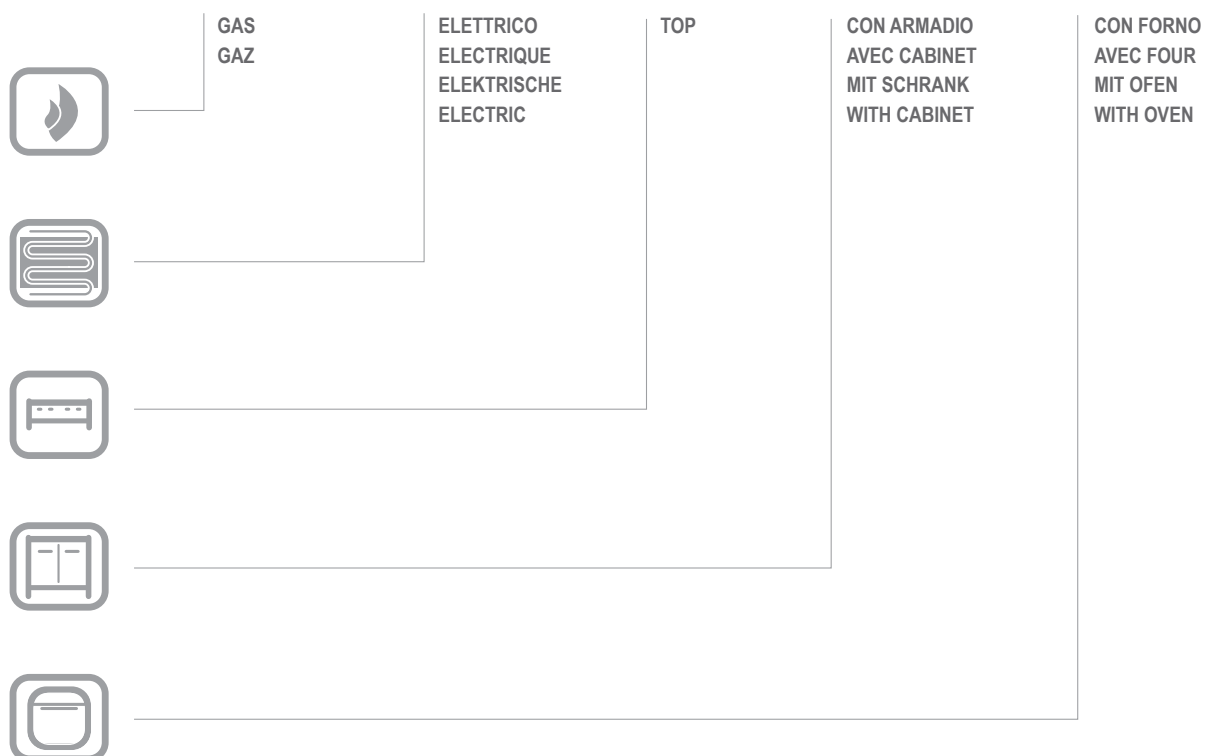 GAS
GAZ
ELETTRICO
ELECTRIQUE
ELEKTRISCHE
ELECTRIC
TOP
CON ARMADIO
AVEC CABINET
MIT SCHRANK
WITH CABINET
CON FORNO
AVEC FOUR
MIT OFEN
WITH OVEN